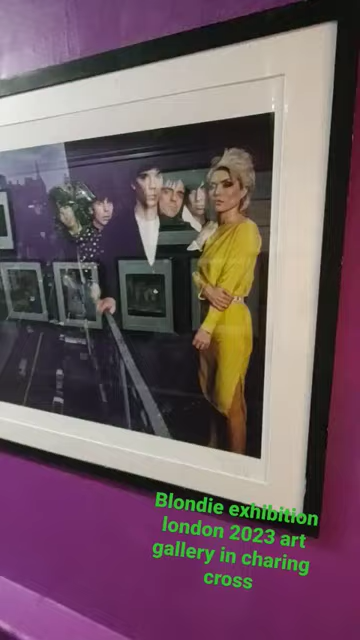 Blondie exhibition
london 2023 art
gallery in charing
cross